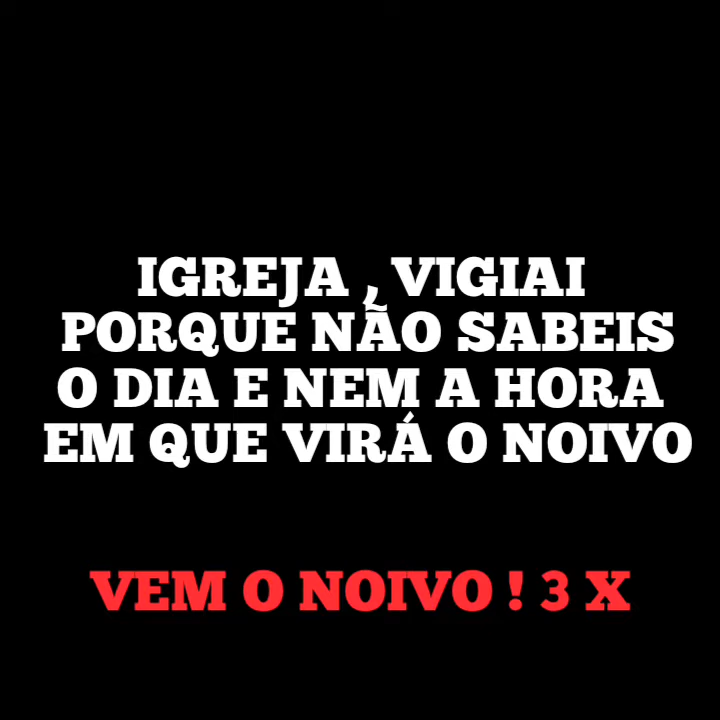 IGREJA , VIGIAI
PORQUE NÃO SABEIS
O DIA E NEM A HORA
EM QUE VIRÁ O NOIVO
VEM O NOIVO ! 3 X